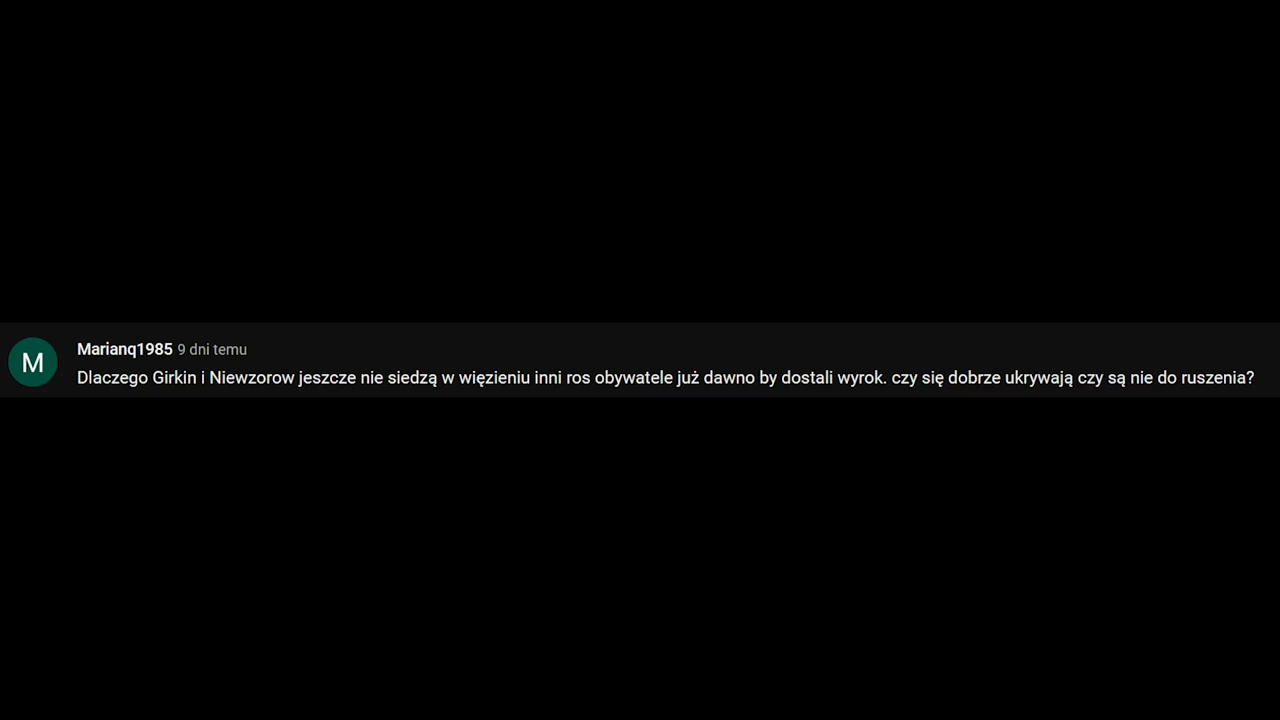 M
Marianq1985 9 dni temu
Dlaczego Girkin i Niewzorow jeszcze nie siedzą w więzieniu inni ros obywatele już dawno by dostali wyrok. czy się dobrze ukrywają czy są nie do ruszenia?